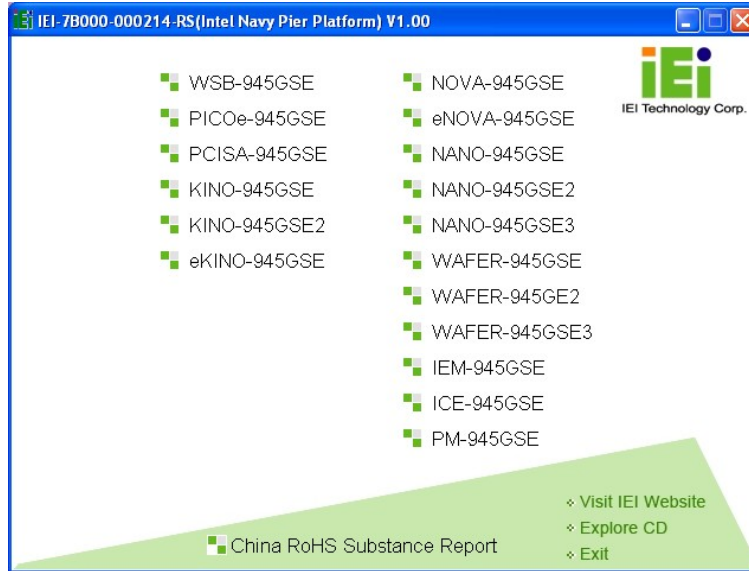 IEI-7B000-000214-RS(Intel Navy Pier Platform) V1.00
iEi
IEI Technology Corp.
WSB-945GSE
PICOe-945GSE
PCISA-945GSE
KINO-945GSE
KINO-945GSE2
eKINO-945GSE
NOVA-945GSE
eNOVA-945GSE
NANO-945GSE
NANO-945GSE2
NANO-945GSE3
WAFER-945GSE
WAFER-945GE2
WAFER-945GSE3
IEM-945GSE
ICE-945GSE
PM-945GSE
China RoHS Substance Report
Visit IEI Website
Explore CD
Exit